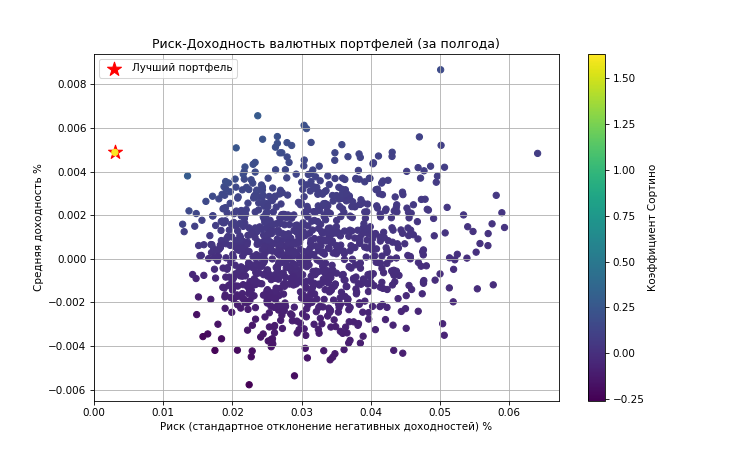 Риск-Доходность валютных портфелей (за полгода)
Лучший портфель
Средняя доходность %
0.008
0.006
0.004
0.002
0.000
−0.002
−0.004
−0.006
0.00 0.01 0.02 0.03 0.04 0.05 0.06
Риск (стандартное отклонение негативных доходностей) %
1.50
1.25
1.00
0.75
0.50
0.25
0.00
−0.25
Коэффициент Сортино